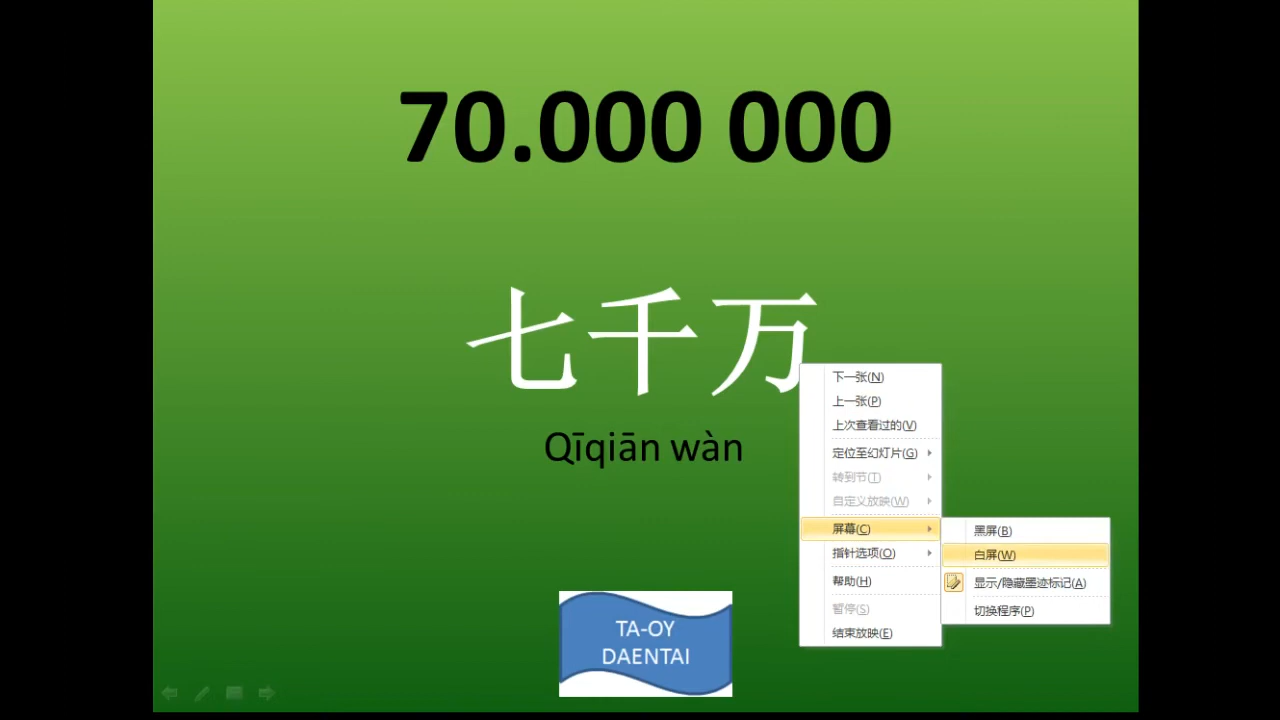 70.000 000
七千万
Qīqiān wàn
下一张(N)
上一张(P)
上次查看过的(V)
定位至幻灯片(G)
转到节(T)
自定义放映(W)
屏幕(C)
指针选项(O)
帮助(H)
暂停(S)
结束放映(E)
黑屏(B)
白屏(W)
显示/隐藏墨迹标记(A)
切换程序(P)
TA-OY
DAENTAI